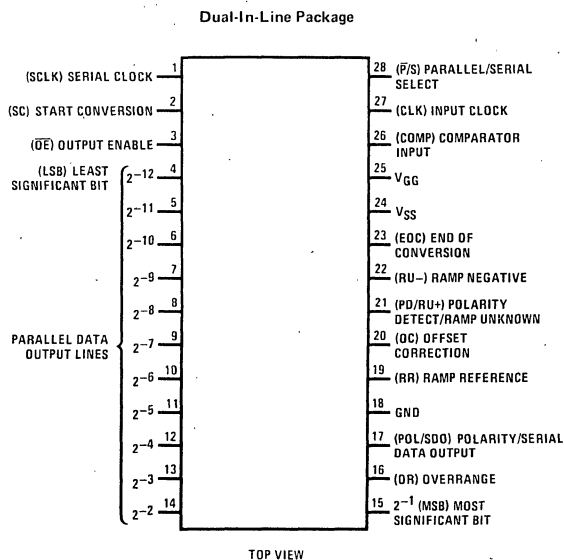 Dual-In-Line Package
(SCLK) SERIAL CLOCK 1
(SC) START CONVERSION 2
(O̅E̅) OUTPUT ENABLE 3
(LSB) LEAST
SIGNIFICANT BIT
2⁻¹² 4
2⁻¹¹ 5
2⁻¹⁰ 6
2⁻⁹ 7
2⁻⁸ 8
PARALLEL DATA
OUTPUT LINES
2⁻⁷ 9
2⁻⁶ 10
2⁻⁵ 11
2⁻⁴ 12
2⁻³ 13
2⁻² 14
28 (P̅/S) PARALLEL/SERIAL
SELECT
27 (CLK) INPUT CLOCK
26 (COMP) COMPARATOR
INPUT
25 VGG
24 VSS
23 (EOC) END OF
CONVERSION
22 (RU−) RAMP NEGATIVE
21 (PD/RU+) POLARITY
DETECT/RAMP UNKNOWN
20 (OC) OFFSET
CORRECTION
19 (RR) RAMP REFERENCE
18 GND
17 (POL/SDO) POLARITY/SERIAL
DATA OUTPUT
16 (OR) OVERRANGE
15 2⁻¹ (MSB) MOST
SIGNIFICANT BIT
TOP VIEW